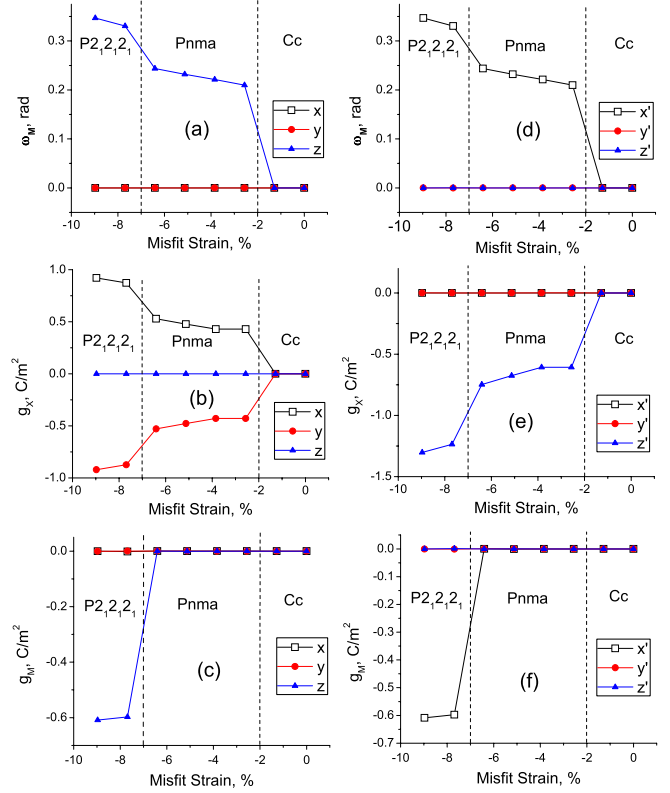 P2₁2₁2₁ Pnma Cc
(a)
x
y
z
ω_M, rad
0.3
0.2
0.1
0.0
-10 -8 -6 -4 -2 0
Misfit Strain, %
P2₁2₁2₁ Pnma Cc
(d)
x'
y'
z'
ω_M, rad
0.3
0.2
0.1
0.0
-10 -8 -6 -4 -2 0
Misfit Strain, %
1.0
0.5
0.0
-0.5
-1.0
g_X, C/m²
P2₁2₁2₁ Pnma Cc
(b)
x
y
z
-10 -8 -6 -4 -2 0
Misfit Strain, %
0.0
-0.5
-1.0
-1.5
g_X, C/m²
P2₁2₁2₁ Pnma Cc
(e)
x'
y'
z'
-10 -8 -6 -4 -2 0
Misfit Strain, %
0.0
-0.2
-0.4
-0.6
g_M, C/m²
P2₁2₁2₁ Pnma Cc
(c)
x
y
z
-10 -8 -6 -4 -2 0
Misfit Strain, %
0.0
-0.1
-0.2
-0.3
-0.4
-0.5
-0.6
-0.7
g_M, C/m²
P2₁2₁2₁ Pnma Cc
(f)
x'
y'
z'
-10 -8 -6 -4 -2 0
Misfit Strain, %